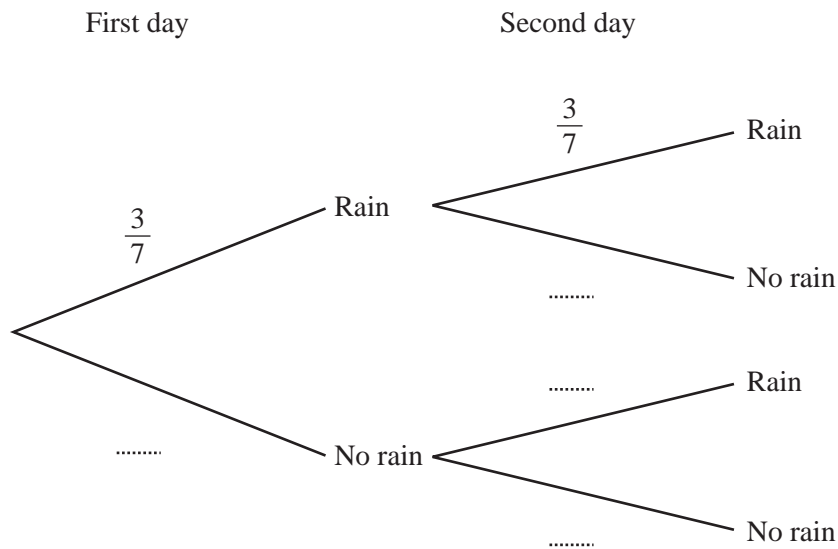 First day Second day
3/7 Rain
Rain
3/7
No rain
........
........ Rain
........ No rain
........ No rain